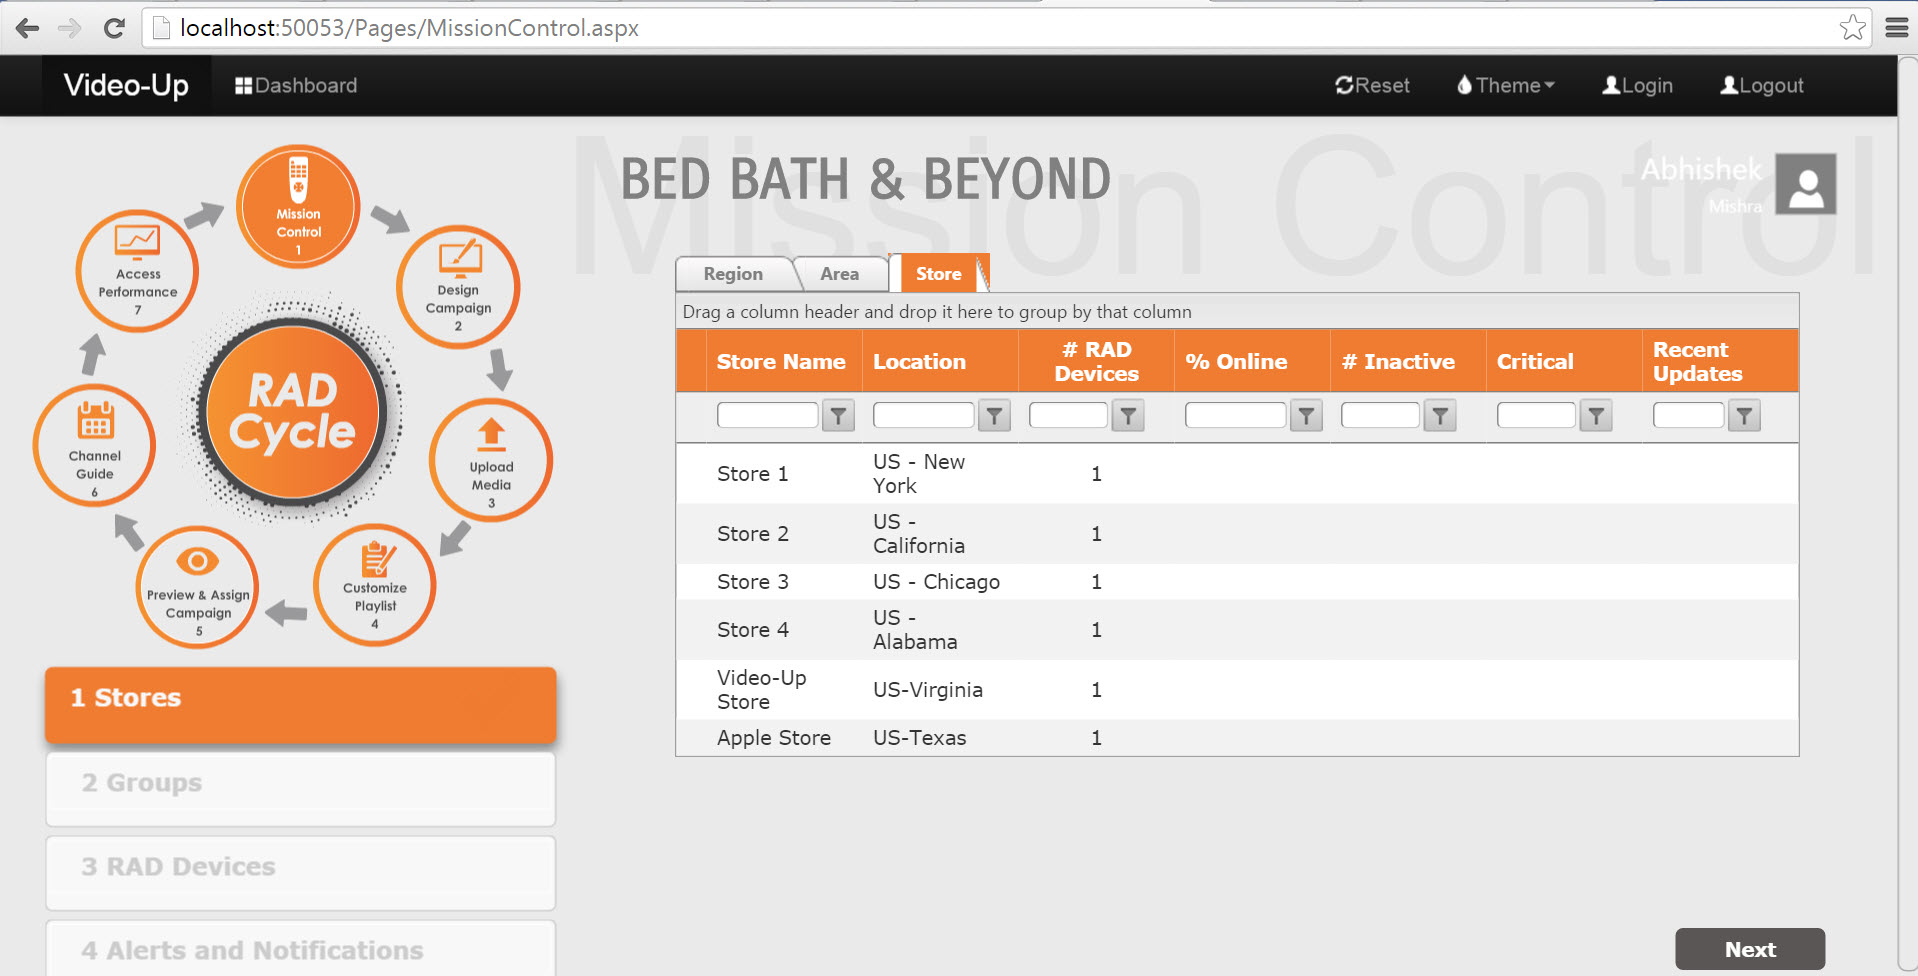 localhost:50053/Pages/MissionControl.aspx
Video-Up
Dashboard
Reset
Theme
Login
Logout
Mission Control
BED BATH & BEYOND
Abhishek
Mishra
Mission
Control
1
Design
Campaign
2
Upload
Media
3
Customize
Playlist
4
Preview & Assign
Campaign
5
Channel
Guide
6
Access
Performance
7
RAD
Cycle
1 Stores
2 Groups
3 RAD Devices
4 Alerts and Notifications
Region
Area
Store
Drag a column header and drop it here to group by that column
Store Name
Location
# RAD
Devices
% Online
# Inactive
Critical
Recent
Updates
Store 1
US - New
York
1
Store 2
US -
California
1
Store 3
US - Chicago
1
Store 4
US -
Alabama
1
Video-Up
Store
US-Virginia
1
Apple Store
US-Texas
1
Next